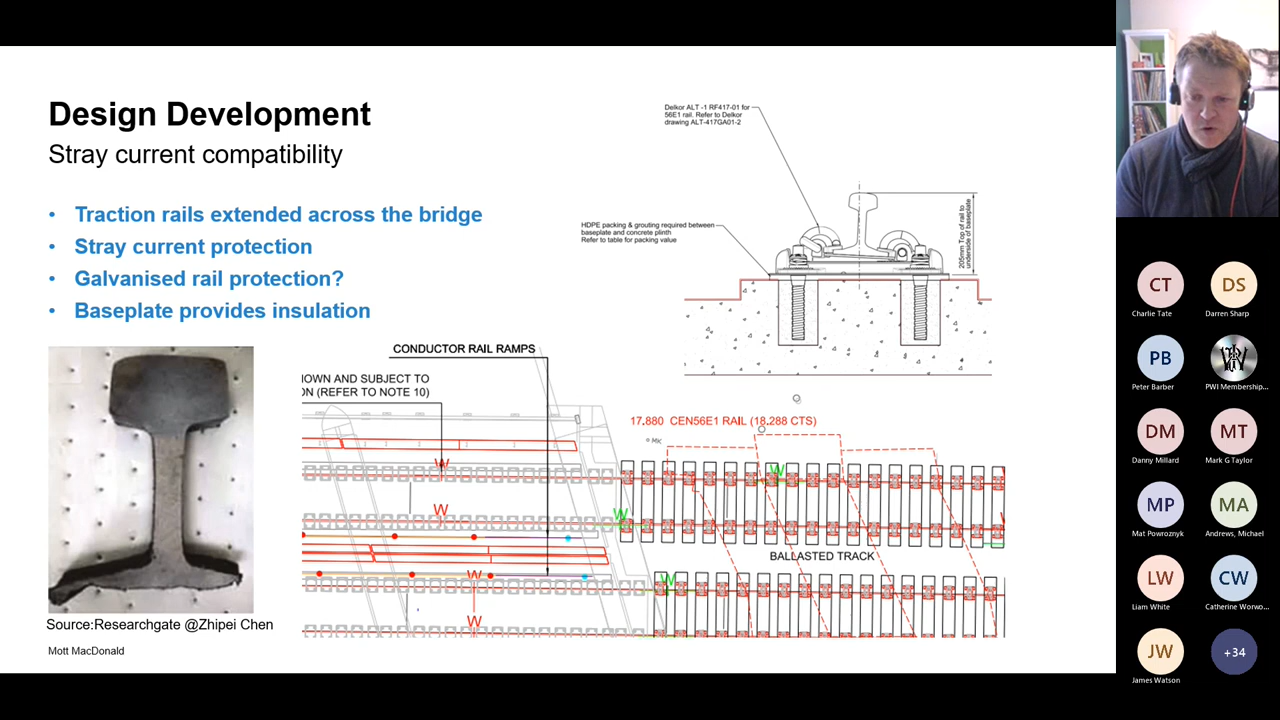 Design Development
Stray current compatibility
• Traction rails extended across the bridge
• Stray current protection
• Galvanised rail protection?
• Baseplate provides insulation
Delkor ALT -1 RF417-01 for
56E1 rail. Refer to Delkor
drawing ALT-417GA01-2
HDPE packing & grouting required between
baseplate and concrete plinth
Refer to table for packing value
205mm Top of rail to
underside of baseplate
CONDUCTOR RAIL RAMPS
IOWN AND SUBJECT TO
ON (REFER TO NOTE 10)
17.880 CEN56E1 RAIL (18.288 CTS)
MK
W
W
W
W
W
W
W
BALLASTED TRACK
Source:Researchgate @Zhipei Chen
Mott MacDonald
CT
Charlie Tate
DS
Darren Sharp
PB
Peter Barber
PWI Membership...
DM
Danny Millard
MT
Mark G Taylor
MP
Mat Powroznyk
MA
Andrews, Michael
LW
Liam White
CW
Catherine Worwo...
JW
James Watson
+34